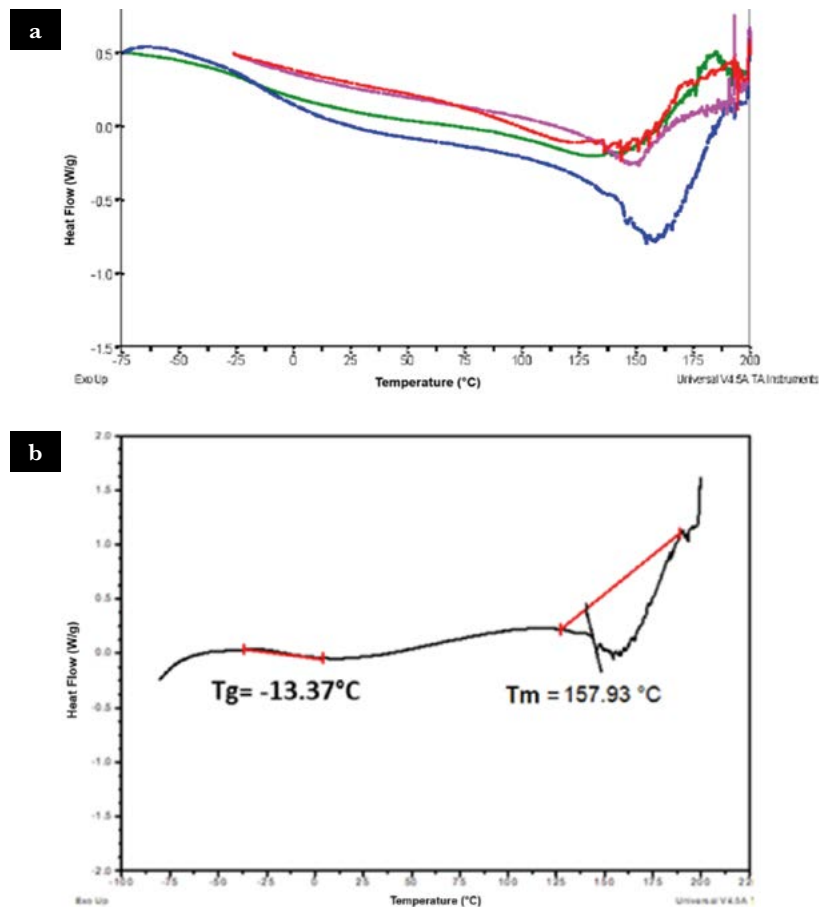 a
0.5
0.0
-0.5
-1.0
-1.5
Heat Flow (W/g)
-75 -50 -25 0 25 50 75 100 125 150 175 200
Exo Up
Temperature (°C)
Universal V4.5A TA Instruments
b
2.0
1.5
1.0
0.5
0.0
-0.5
-1.0
-1.5
-2.0
Heat Flow (W/g)
Tg= -13.37°C
Tm = 157.93 °C
-100 -75 -50 -25 0 25 50 75 100 125 150 175 200
Exo Up
Temperature (°C)
Universal V4.5A